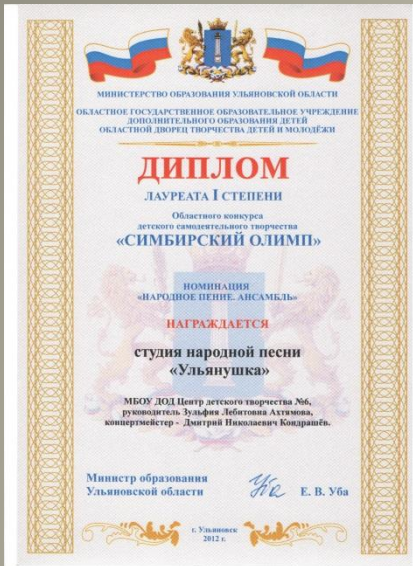 МИНИСТЕРСТВО ОБРАЗОВАНИЯ УЛЬЯНОВСКОЙ ОБЛАСТИ
ОБЛАСТНОЕ ГОСУДАРСТВЕННОЕ ОБРАЗОВАТЕЛЬНОЕ УЧРЕЖДЕНИЕ
ДОПОЛНИТЕЛЬНОГО ОБРАЗОВАНИЯ ДЕТЕЙ
ОБЛАСТНОЙ ДВОРЕЦ ТВОРЧЕСТВА ДЕТЕЙ И МОЛОДЁЖИ
ДИПЛОМ
ЛАУРЕАТА I СТЕПЕНИ
Областного конкурса
детского самодеятельного творчества
«СИМБИРСКИЙ ОЛИМП»
НОМИНАЦИЯ
«НАРОДНОЕ ПЕНИЕ. АНСАМБЛЬ»
НАГРАЖДАЕТСЯ
студия народной песни
«Ульянушка»
МБОУ ДОД Центр детского творчества №6,
руководитель Зульфия Лебитовна Ахтямова,
концертмейстер - Дмитрий Николаевич Кондрашёв.
Министр образования
Ульяновской области Е. В. Уба
г. Ульяновск
2012 г.